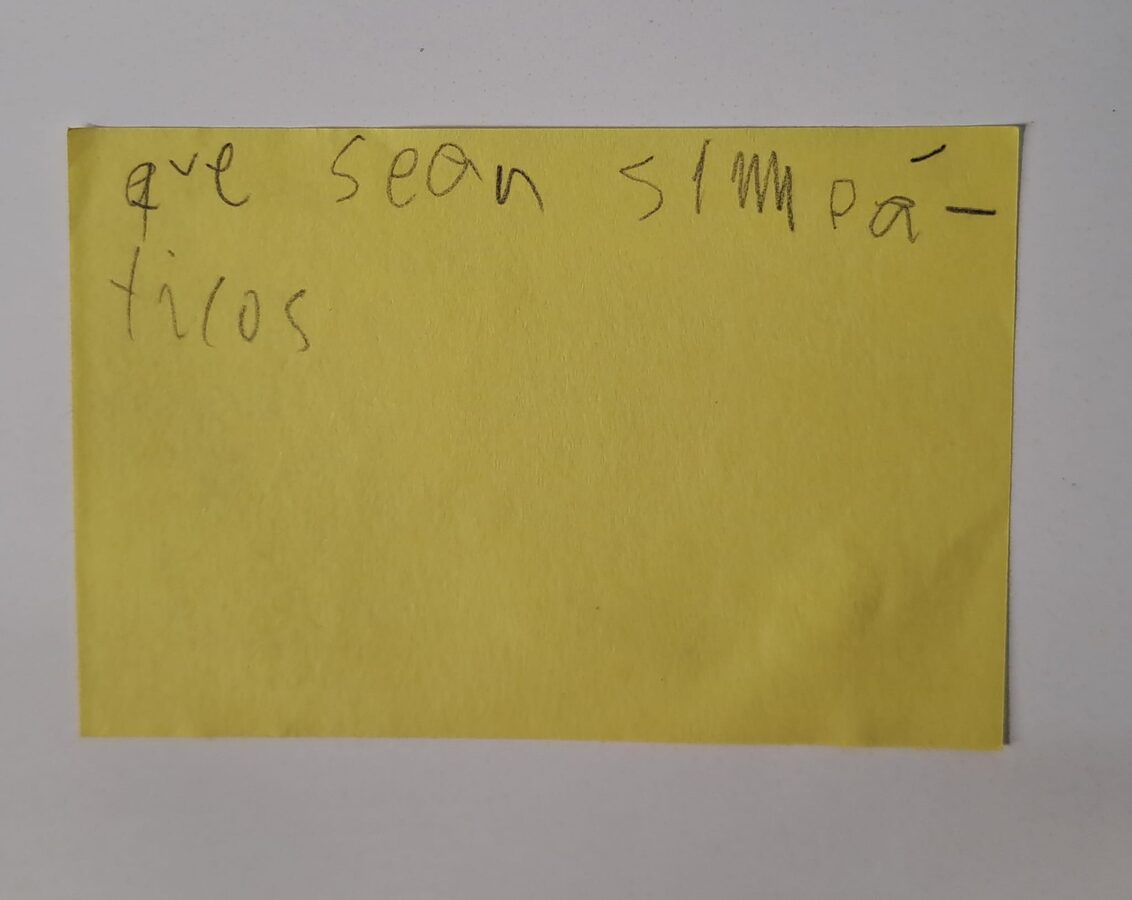 que sean simpá-
ticos